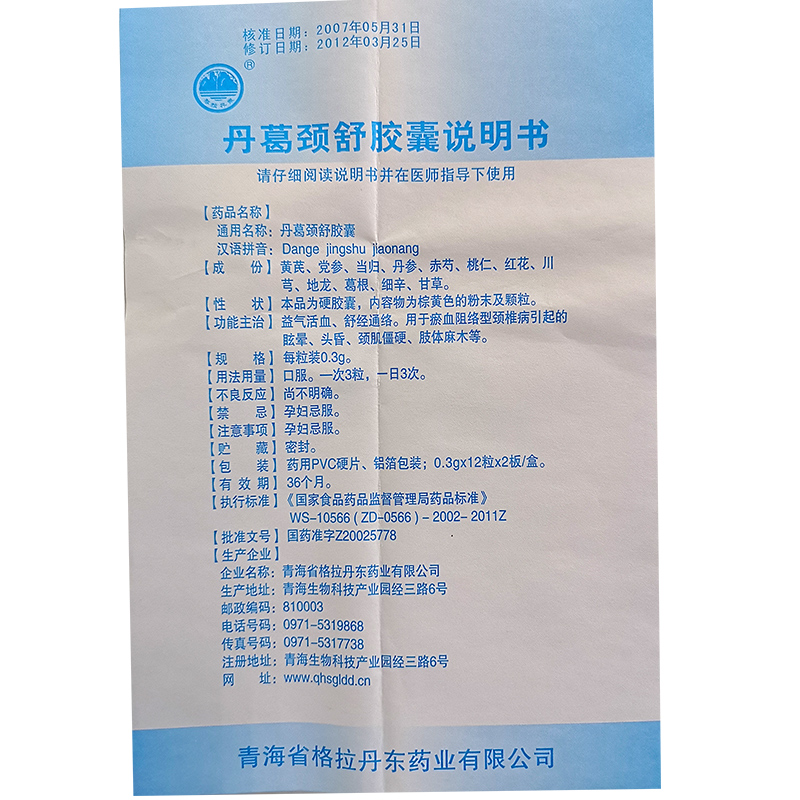 核准日期：2007年05月31日
修订日期：2012年03月25日
®
丹葛颈舒胶囊说明书
请仔细阅读说明书并在医师指导下使用
【药品名称】
通用名称：丹葛颈舒胶囊
汉语拼音：Dange jingshu jiaonang
【成 份】黄芪、党参、当归、丹参、赤芍、桃仁、红花、川
芎、地龙、葛根、细辛、甘草。
【性 状】本品为硬胶囊，内容物为棕黄色的粉末及颗粒。
【功能主治】益气活血、舒经通络。用于瘀血阻络型颈椎病引起的
眩晕、头昏、颈肌僵硬、肢体麻木等。
【规 格】每粒装0.3g。
【用法用量】口服。一次3粒，一日3次。
【不良反应】尚不明确。
【禁 忌】孕妇忌服。
【注意事项】孕妇忌服。
【贮 藏】密封。
【包 装】药用PVC硬片、铝箔包装；0.3gx12粒x2板/盒。
【有 效 期】36个月。
【执行标准】《国家食品药品监督管理局药品标准》
WS-10566(ZD-0566)-2002-2011Z
【批准文号】国药准字Z20025778
【生产企业】
企业名称：青海省格拉丹东药业有限公司
生产地址：青海生物科技产业园经三路6号
邮政编码：810003
电话号码：0971-5319868
传真号码：0971-5317738
注册地址：青海生物科技产业园经三路6号
网 址：www.qhsgldd.cn
青海省格拉丹东药业有限公司